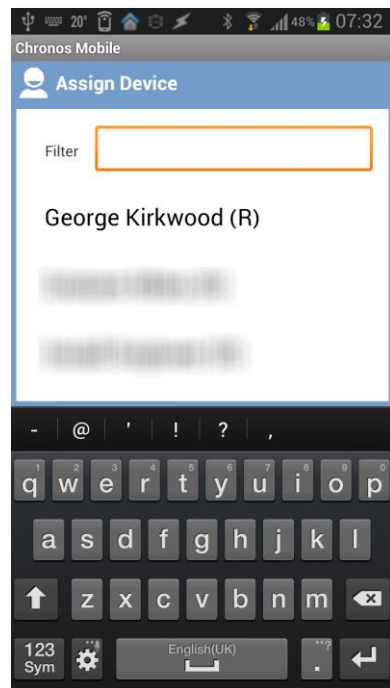 20° 48% 07:32
Chronos Mobile
Assign Device
Filter
George Kirkwood (R)
- @ ' ! ? ,
1 2 3 4 5 6 7 8 9 0
q w e r t y u i o p
a s d f g h j k l
z x c v b n m
123 English(UK) ...?
Sym .